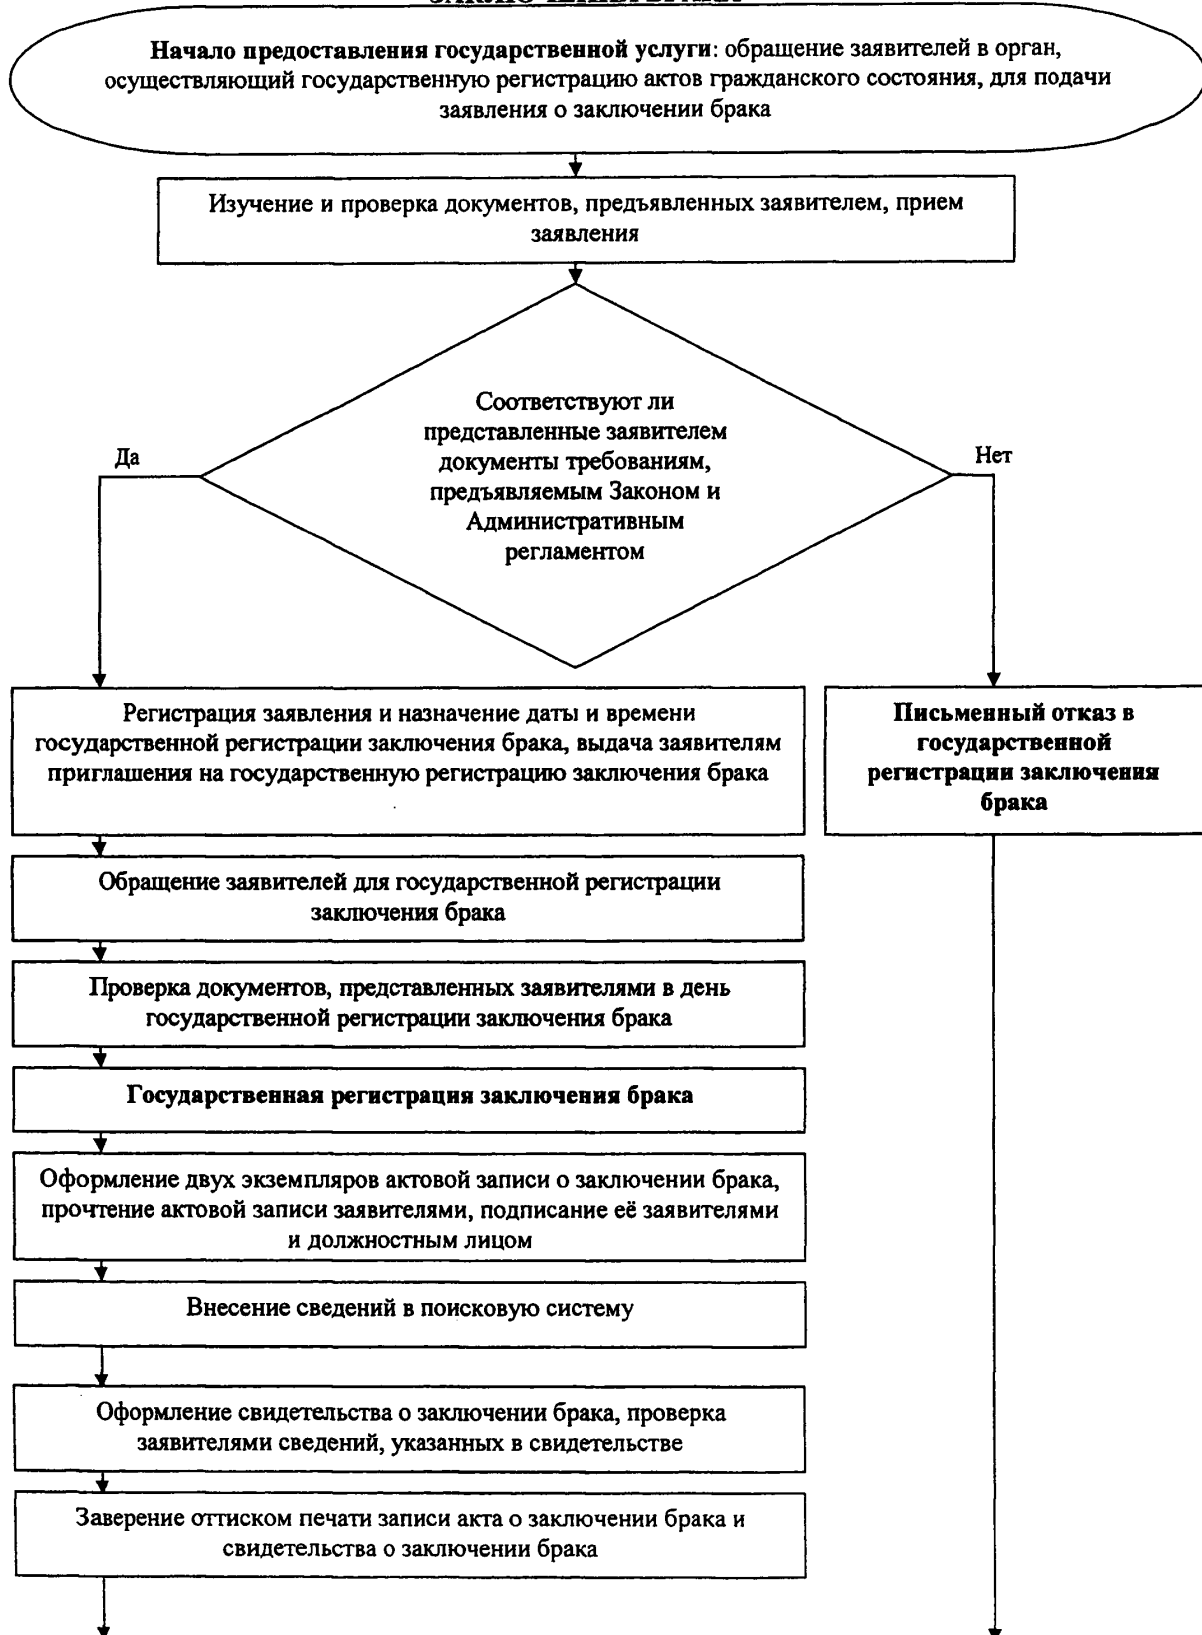 Начало предоставления государственной услуги: обращение заявителей в орган,
осуществляющий государственную регистрацию актов гражданского состояния, для подачи
заявления о заключении брака
Изучение и проверка документов, предъявленных заявителем, прием
заявления
Соответствуют ли
представленные заявителем
документы требованиям,
предъявляемым Законом и
Административным
регламентом
Да
Нет
Регистрация заявления и назначение даты и времени
государственной регистрации заключения брака, выдача заявителям
приглашения на государственную регистрацию заключения брака
Письменный отказ в
государственной
регистрации заключения
брака
Обращение заявителей для государственной регистрации
заключения брака
Проверка документов, представленных заявителями в день
государственной регистрации заключения брака
Государственная регистрация заключения брака
Оформление двух экземпляров актовой записи о заключении брака,
прочтение актовой записи заявителями, подписание её заявителями
и должностным лицом
Внесение сведений в поисковую систему
Оформление свидетельства о заключении брака, проверка
заявителями сведений, указанных в свидетельстве
Заверение оттиском печати записи акта о заключении брака и
свидетельства о заключении брака